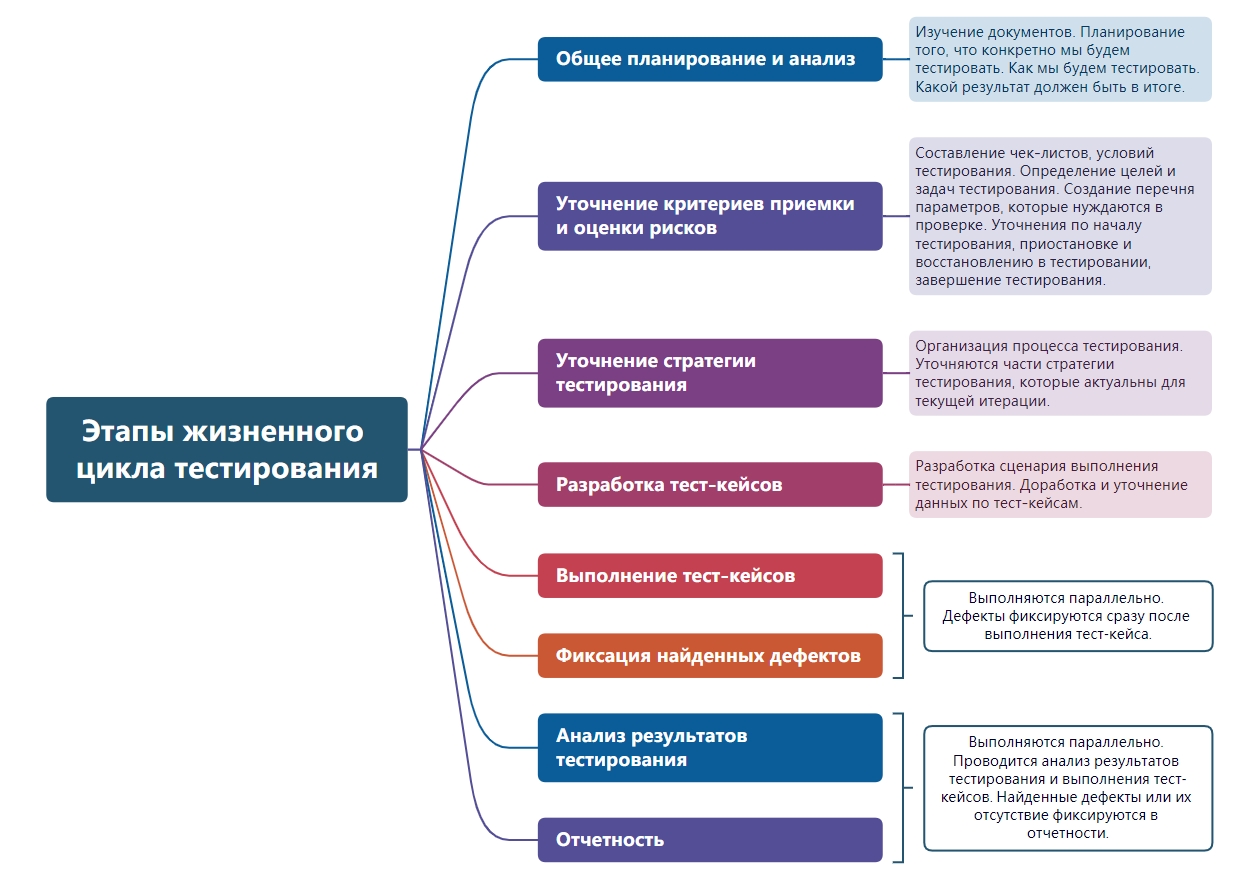 Этапы жизненного
цикла тестирования
Общее планирование и анализ
Изучение документов. Планирование
того, что конкретно мы будем
тестировать. Как мы будем тестировать.
Какой результат должен быть в итоге.
Уточнение критериев приемки
и оценки рисков
Составление чек-листов, условий
тестирования. Определение целей и
задач тестирования. Создание перечня
параметров, которые нуждаются в
проверке. Уточнения по началу
тестирования, приостановке и
восстановлению в тестировании,
завершение тестирования.
Уточнение стратегии
тестирования
Организация процесса тестирования.
Уточняются части стратегии
тестирования, которые актуальны для
текущей итерации.
Разработка тест-кейсов
Разработка сценария выполнения
тестирования. Доработка и уточнение
данных по тест-кейсам.
Выполнение тест-кейсов
Фиксация найденных дефектов
Выполняются параллельно.
Дефекты фиксируются сразу после
выполнения тест-кейса.
Анализ результатов
тестирования
Отчетность
Выполняются параллельно.
Проводится анализ результатов
тестирования и выполнения тест-
кейсов. Найденные дефекты или их
отсутствие фиксируются в
отчетности.